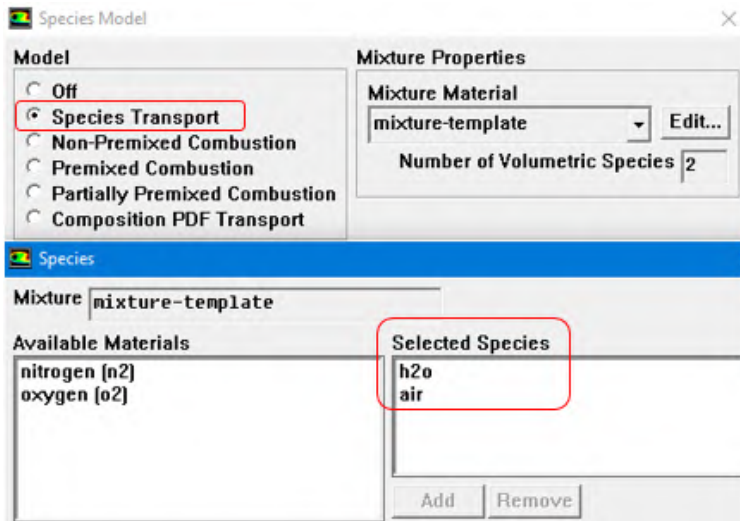 Species Model
Model
Mixture Properties
Off
Species Transport
Non-Premixed Combustion
Premixed Combustion
Partially Premixed Combustion
Composition PDF Transport
Mixture Material
mixture-template
Edit...
Number of Volumetric Species 2
Species
Mixture mixture-template
Available Materials
nitrogen (n2)
oxygen (o2)
Selected Species
h2o
air
Add
Remove